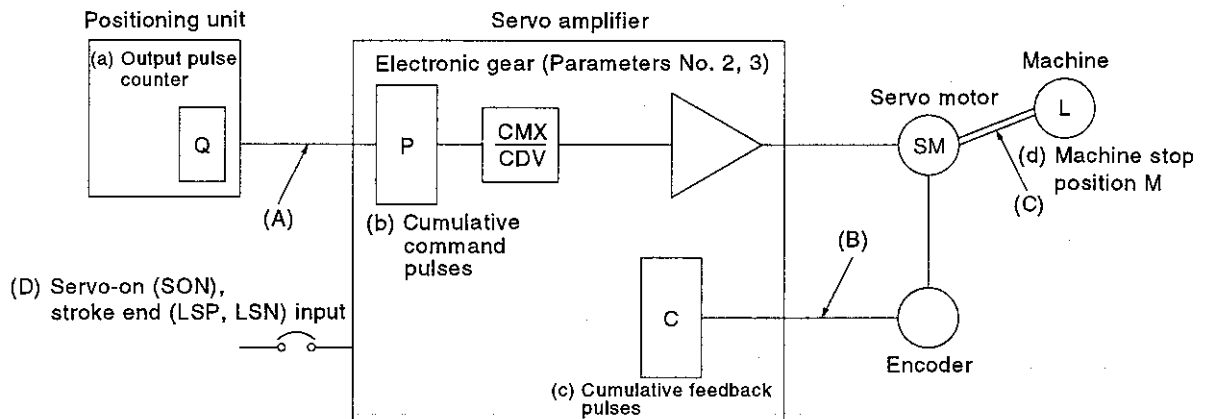 Positioning unit
Servo amplifier
(a) Output pulse
counter
Q
Electronic gear (Parameters No. 2, 3)
P
CMX
CDV
Machine
Servo motor
L
SM
(d) Machine stop
position M
(A)
(C)
(b) Cumulative
command
pulses
(B)
(D) Servo-on (SON),
stroke end (LSP, LSN) input
C
Encoder
(c) Cumulative feedback
pulses